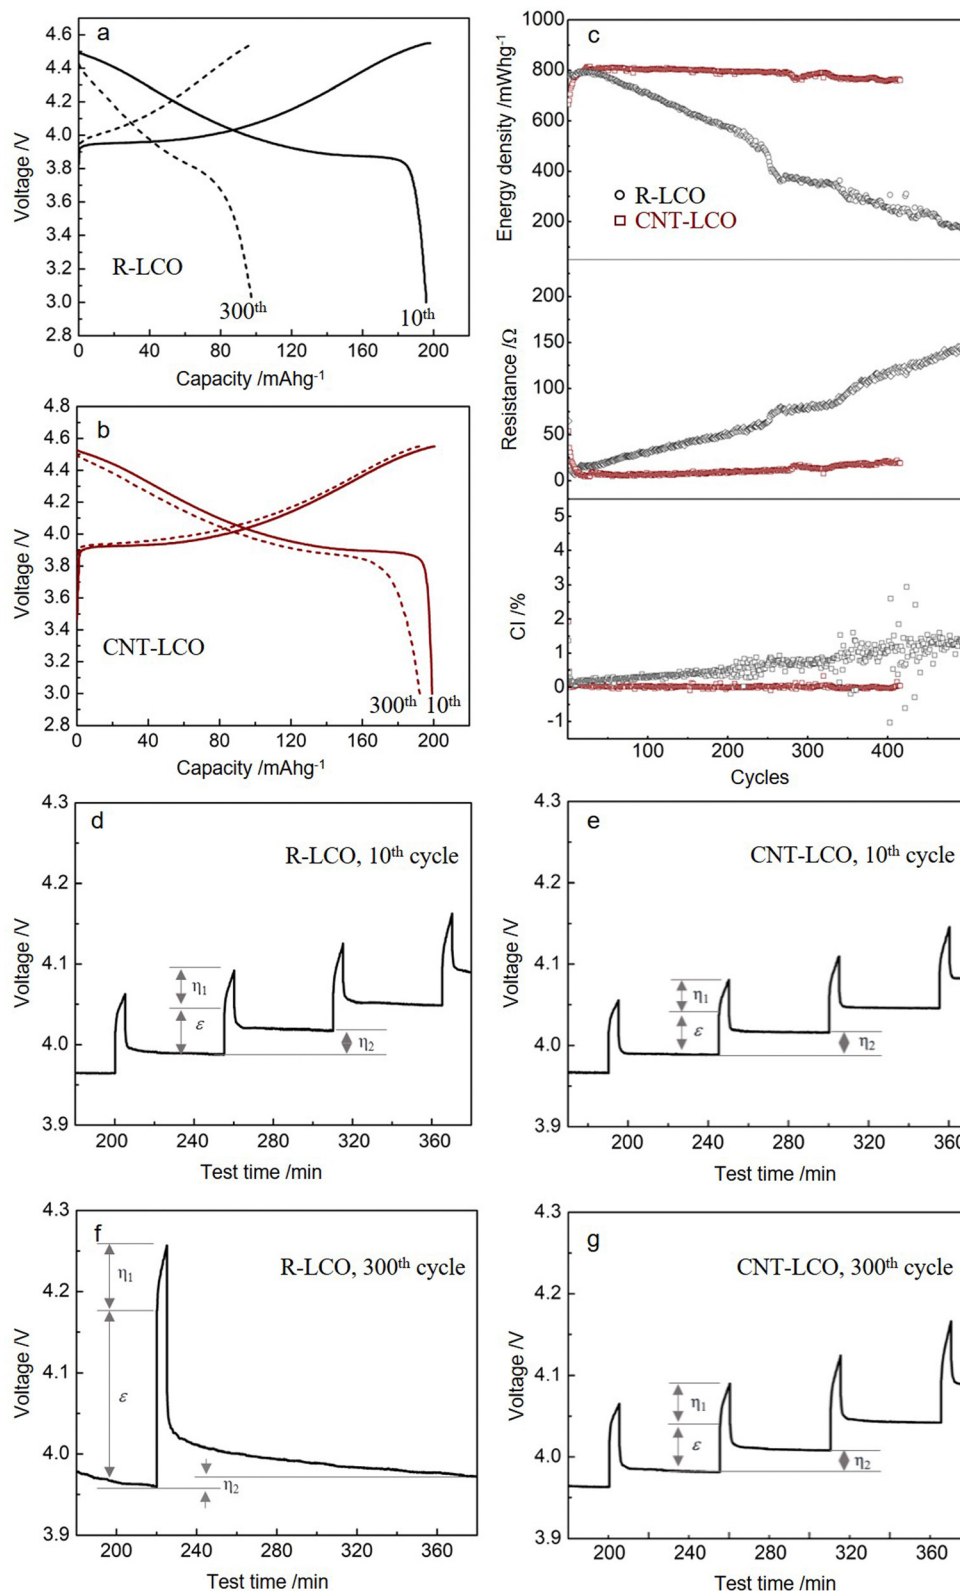 a
4.6
4.4
4.2
4.0
3.8
3.6
3.4
3.2
3.0
2.8
Voltage /V
R-LCO
300th
10th
0
40
80
120
160
200
Capacity /mAhg-1
b
4.8
4.6
4.4
4.2
4.0
3.8
3.6
3.4
3.2
3.0
2.8
Voltage /V
CNT-LCO
300th
10th
0
40
80
120
160
200
Capacity /mAhg-1
c
1000
800
600
400
200
Energy density /mWhg-1
R-LCO
CNT-LCO
200
150
100
50
0
Resistance /Ω
5
4
3
2
1
0
-1
CI /%
100
200
300
400
Cycles
d
4.3
4.2
4.1
4.0
3.9
Voltage /V
R-LCO, 10th cycle
η1
ε
η2
200
240
280
320
360
Test time /min
e
4.3
4.2
4.1
4.0
3.9
Voltage /V
CNT-LCO, 10th cycle
η1
ε
η2
200
240
280
320
360
Test time /min
f
4.3
4.2
4.1
4.0
3.9
Voltage /V
R-LCO, 300th cycle
η1
ε
η2
200
240
280
320
360
Test time /min
g
4.3
4.2
4.1
4.0
3.9
Voltage /V
CNT-LCO, 300th cycle
η1
ε
η2
200
240
280
320
360
Test time /min